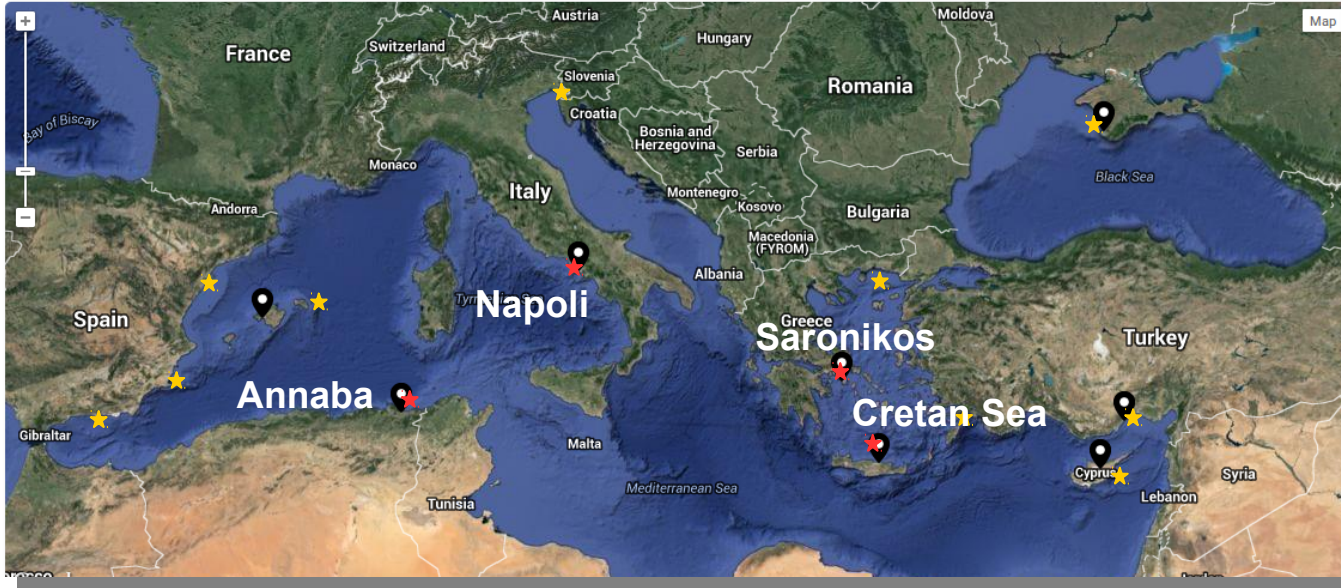 Austria
Moldova
Map
France
Switzerland
Hungary
Slovenia
Romania
Croatia
Bay of Biscay
Bosnia and
Herzegovina
Serbia
Monaco
Black Sea
Italy
Montenegro
Kosovo
Andorra
Bulgaria
Macedonia
(FYROM)
Albania
Napoli
Spain
Greece
Saronikos
Turkey
Annaba
Cretan Sea
Gibraltar
Malta
Cyprus
Syria
Mediterranean Sea
Lebanon
Tunisia